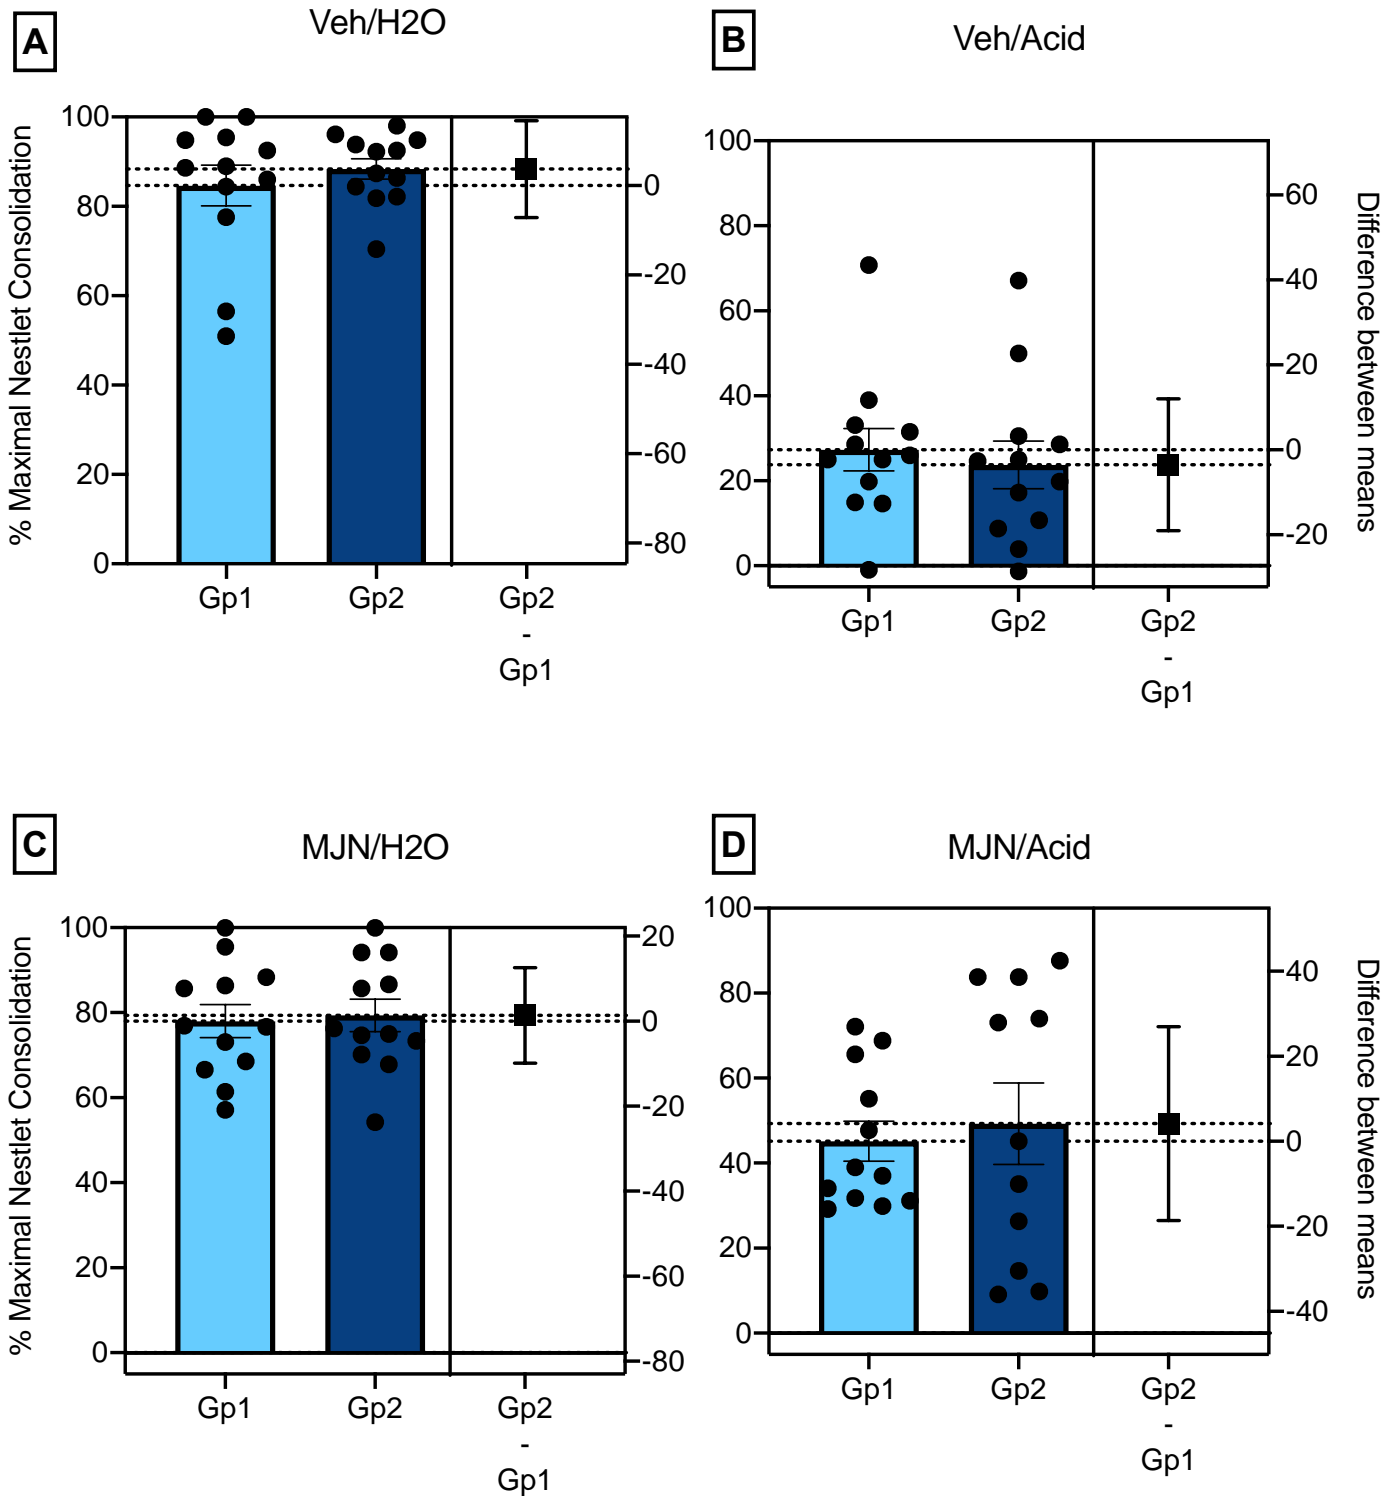 A
Veh/H2O
% Maximal Nestlet Consolidation
100
80
60
40
20
0
0
-20
-40
-60
-80
Gp1
Gp2
Gp2
-
Gp1
B
Veh/Acid
100
80
60
40
20
0
60
40
20
0
-20
Difference between means
Gp1
Gp2
Gp2
-
Gp1
C
MJN/H2O
% Maximal Nestlet Consolidation
100
80
60
40
20
0
20
0
-20
-40
-60
-80
Gp1
Gp2
Gp2
-
Gp1
D
MJN/Acid
100
80
60
40
20
0
40
20
0
-20
-40
Difference between means
Gp1
Gp2
Gp2
-
Gp1